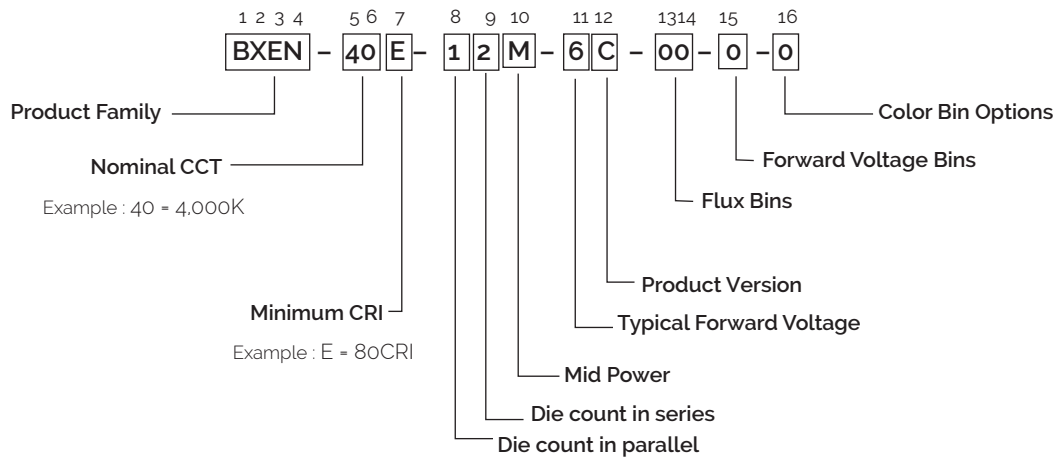 1 2 3 4 5 6 7 8 9 10 11 12 1314 15 16
BXEN – 40 E – 1 2 M – 6 C – 00 – 0 – 0
Product Family
Color Bin Options
Nominal CCT
Forward Voltage Bins
Example : 40 = 4,000K
Flux Bins
Product Version
Minimum CRI
Typical Forward Voltage
Example : E = 80CRI
Mid Power
Die count in series
Die count in parallel